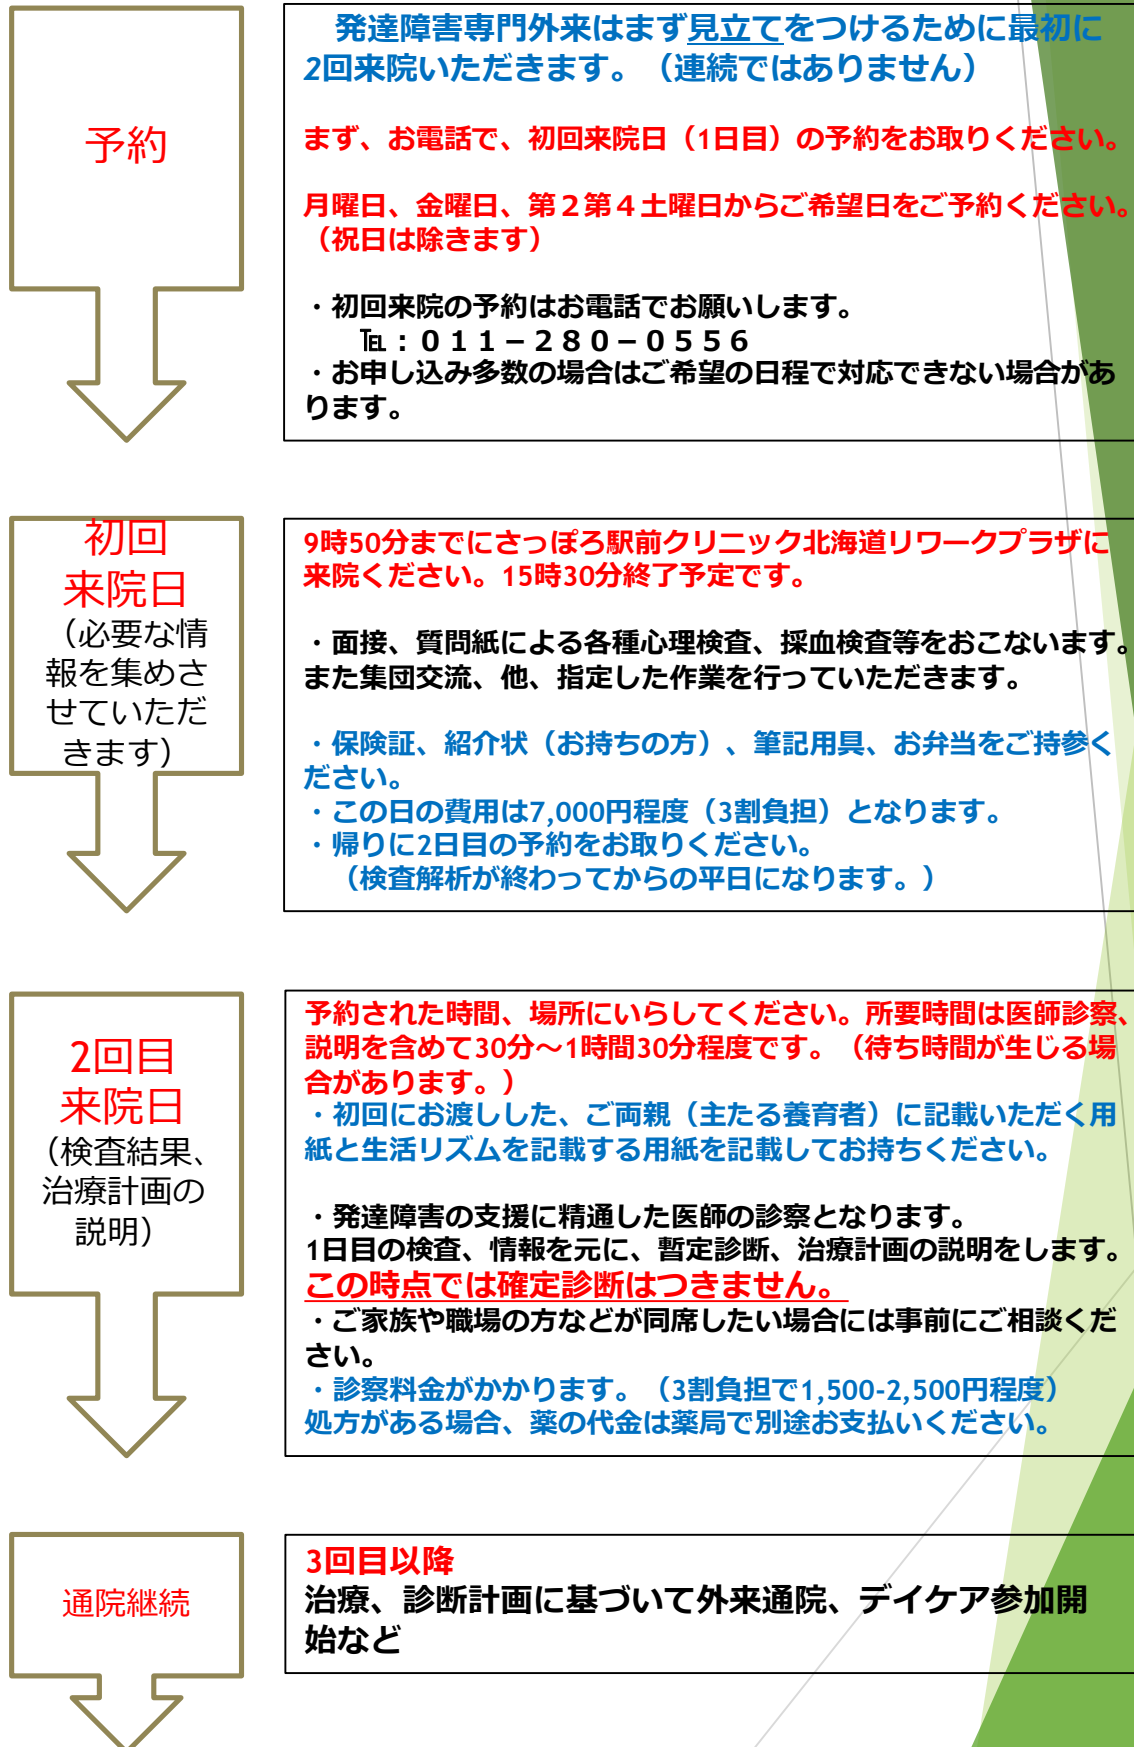 予約
発達障害専門外来はまず見立てをつけるために最初に
2回来院いただきます。（連続ではありません）
まず、お電話で、初回来院日（1日目）の予約をお取りください。
月曜日、金曜日、第２第４土曜日からご希望日をご予約ください。
（祝日は除きます）
・初回来院の予約はお電話でお願いします。
℡：０１１－２８０－０５５６
・お申し込み多数の場合はご希望の日程で対応できない場合があ
ります。
初回
来院日
（必要な情
報を集めさ
せていただ
きます）
9時50分までにさっぽろ駅前クリニック北海道リワークプラザに
来院ください。15時30分終了予定です。
・面接、質問紙による各種心理検査、採血検査等をおこないます。
また集団交流、他、指定した作業を行っていただきます。
・保険証、紹介状（お持ちの方）、筆記用具、お弁当をご持参く
ださい。
・この日の費用は7,000円程度（3割負担）となります。
・帰りに2日目の予約をお取りください。
（検査解析が終わってからの平日になります。）
2回目
来院日
（検査結果、
治療計画の
説明）
予約された時間、場所にいらしてください。所要時間は医師診察、
説明を含めて30分～1時間30分程度です。（待ち時間が生じる場
合があります。）
・初回にお渡しした、ご両親（主たる養育者）に記載いただく用
紙と生活リズムを記載する用紙を記載してお持ちください。
・発達障害の支援に精通した医師の診察となります。
1日目の検査、情報を元に、暫定診断、治療計画の説明をします。
この時点では確定診断はつきません。
・ご家族や職場の方などが同席したい場合には事前にご相談くだ
さい。
・診察料金がかかります。（3割負担で1,500-2,500円程度）
処方がある場合、薬の代金は薬局で別途お支払いください。
通院継続
3回目以降
治療、診断計画に基づいて外来通院、デイケア参加開
始など